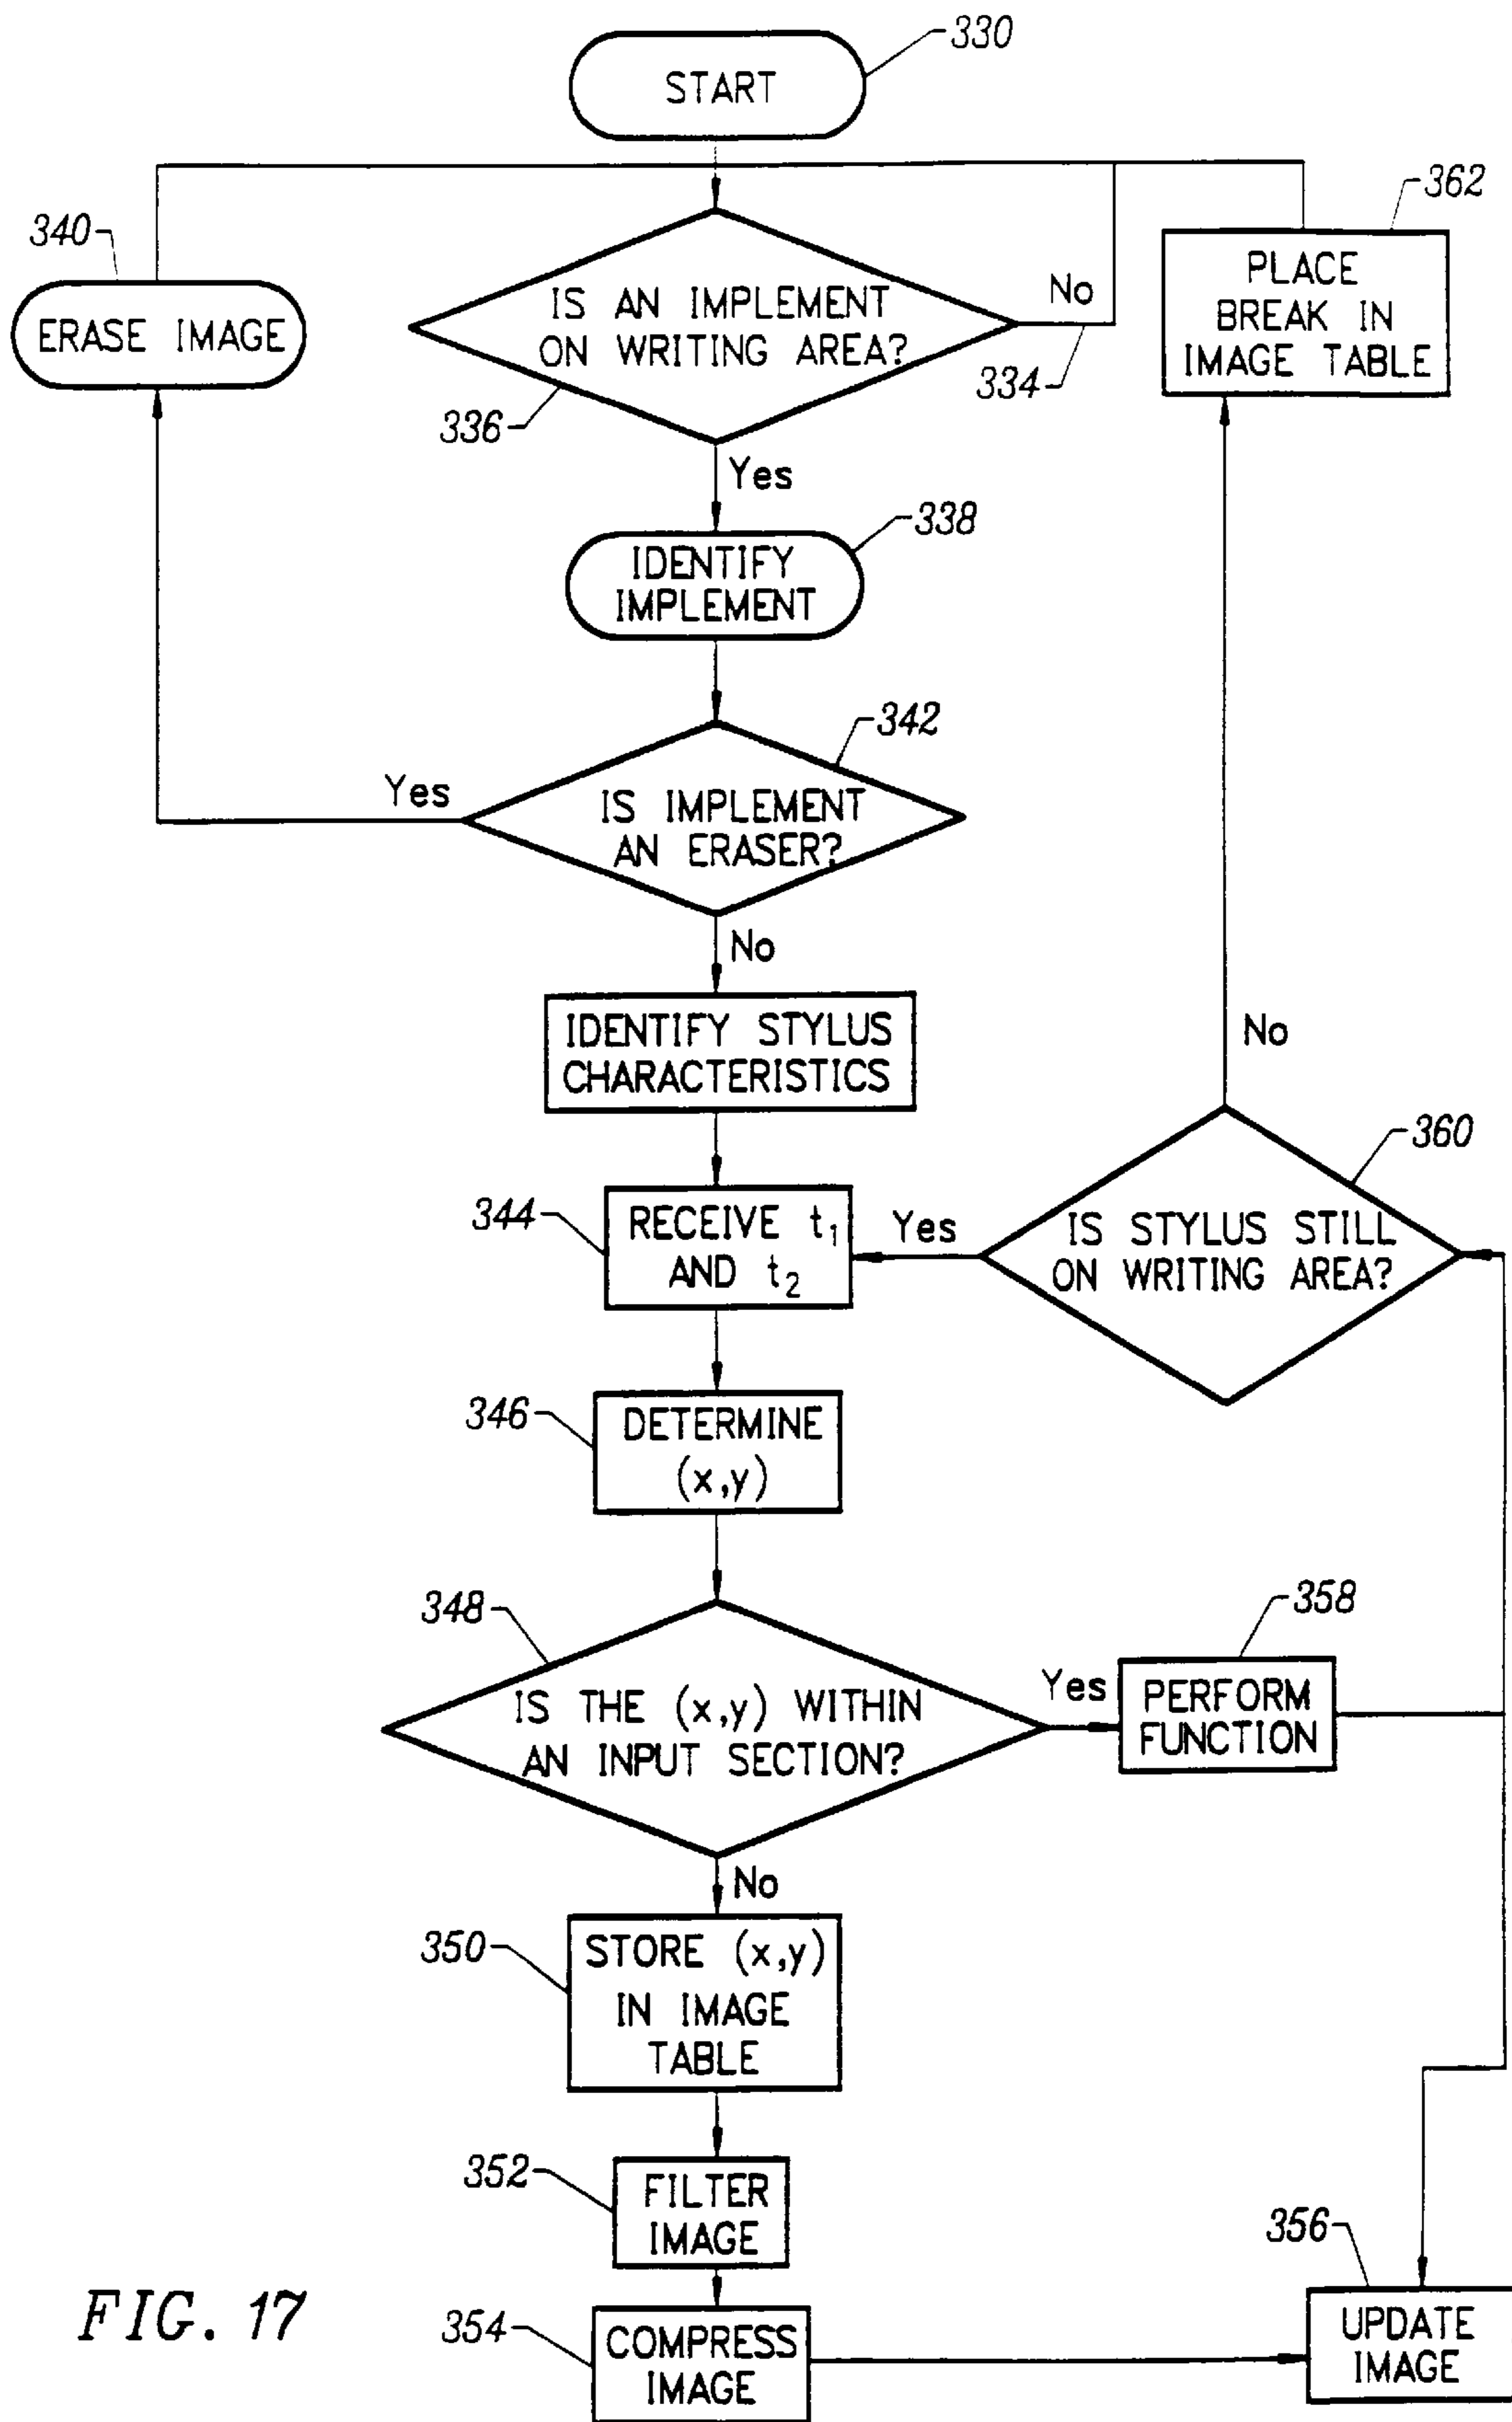 330
START
362
340
PLACE
BREAK IN
IMAGE TABLE
ERASE IMAGE
IS AN IMPLEMENT
ON WRITING AREA?
No
334
336
Yes
338
IDENTIFY
IMPLEMENT
342
Yes
IS IMPLEMENT
AN ERASER?
No
IDENTIFY STYLUS
CHARACTERISTICS
No
360
344
RECEIVE t₁
AND t₂
Yes
IS STYLUS STILL
ON WRITING AREA?
346
DETERMINE
(x,y)
348
358
IS THE (x,y) WITHIN
AN INPUT SECTION?
Yes
PERFORM
FUNCTION
No
350
STORE (x,y)
IN IMAGE
TABLE
352
FILTER
IMAGE
356
FIG. 17
354
COMPRESS
IMAGE
UPDATE
IMAGE